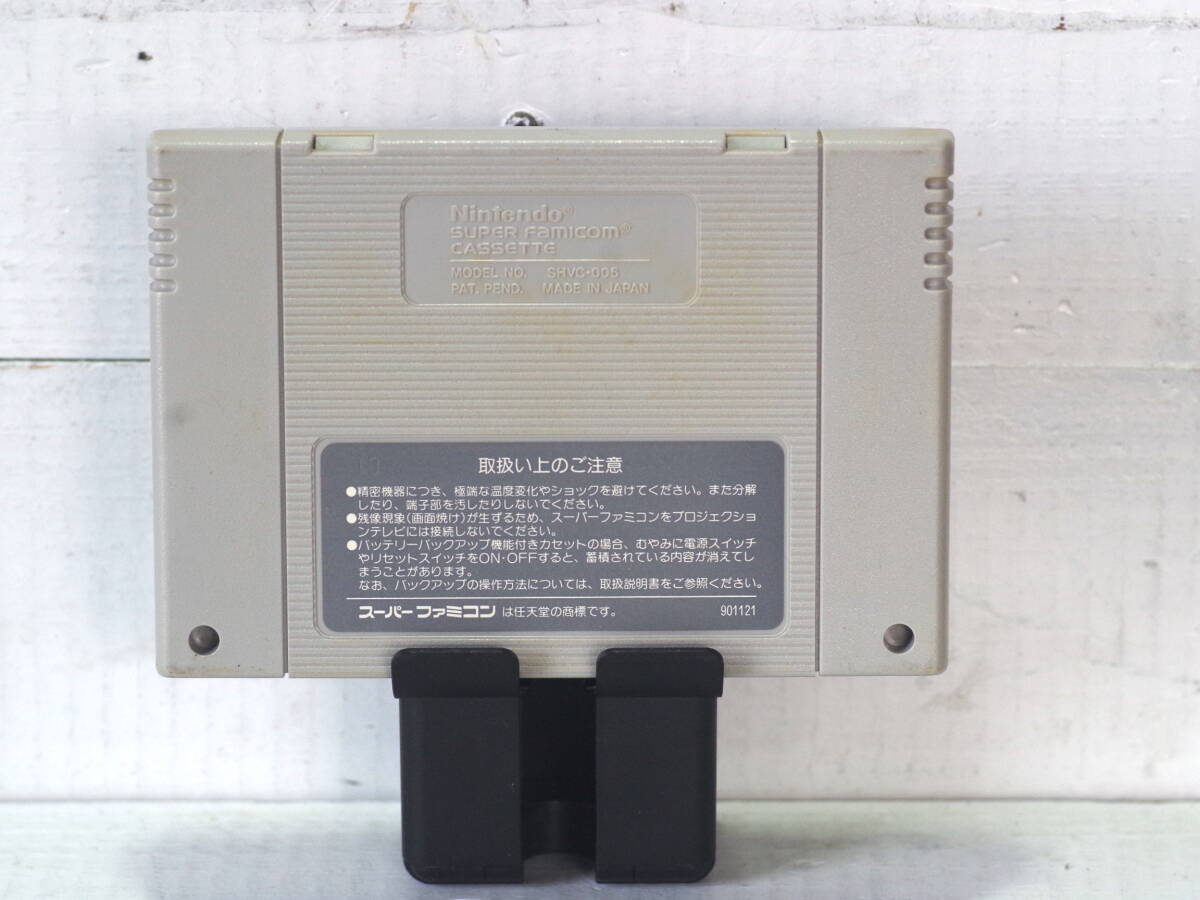 Nintendo®
SUPER FAMICOM®
CASSETTE
MODEL NO. SHVC-005
PAT. PEND. MADE IN JAPAN
取扱い上のご注意
●精密機器につき、極端な温度変化やショックを避けてください。また分解
したり、端子部を汚したりしないでください。
●残像現象(画面焼け)が生ずるため、スーパーファミコンをプロジェクショ
ンテレビには接続しないでください。
●バッテリーバックアップ機能付きカセットの場合、むやみに電源スイッチ
やリセットスイッチをON・OFFすると、蓄積されている内容が消えてし
まうことがあります。
なお、バックアップの操作方法については、取扱説明書をご参照ください。
スーパーファミコン は任天堂の商標です。 901121